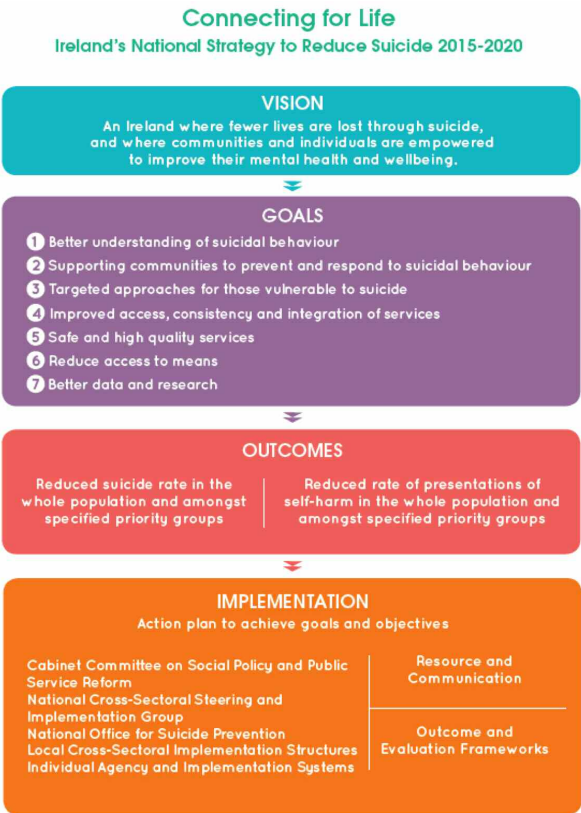 Connecting for Life
Ireland's National Strategy to Reduce Suicide 2015-2020
VISION
An Ireland where fewer lives are lost through suicide,
and where communities and individuals are empowered
to improve their mental health and wellbeing.
GOALS
1 Better understanding of suicidal behaviour
2 Supporting communities to prevent and respond to suicidal behaviour
3 Targeted approaches for those vulnerable to suicide
4 Improved access, consistency and integration of services
5 Safe and high quality services
6 Reduce access to means
7 Better data and research
OUTCOMES
Reduced suicide rate in the
whole population and amongst
specified priority groups
Reduced rate of presentations of
self-harm in the whole population and
amongst specified priority groups
IMPLEMENTATION
Action plan to achieve goals and objectives
Cabinet Committee on Social Policy and Public
Service Reform
National Cross-Sectoral Steering and
Implementation Group
National Office for Suicide Prevention
Local Cross-Sectoral Implementation Structures
Individual Agency and Implementation Systems
Resource and
Communication
Outcome and
Evaluation Frameworks